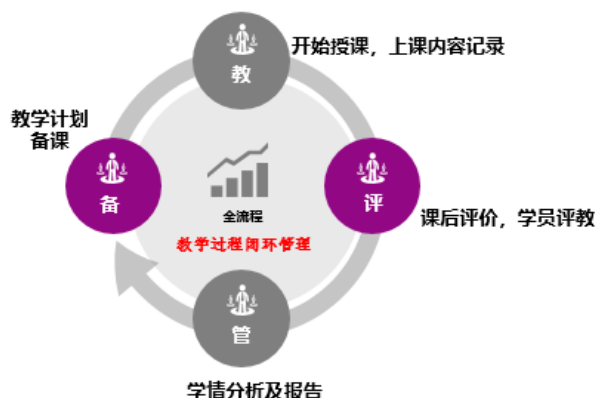 教
开始授课，上课内容记录
教学计划
备课
备
评
课后评价，学员评教
全流程
教学过程闭环管理
管
学情分析及报告